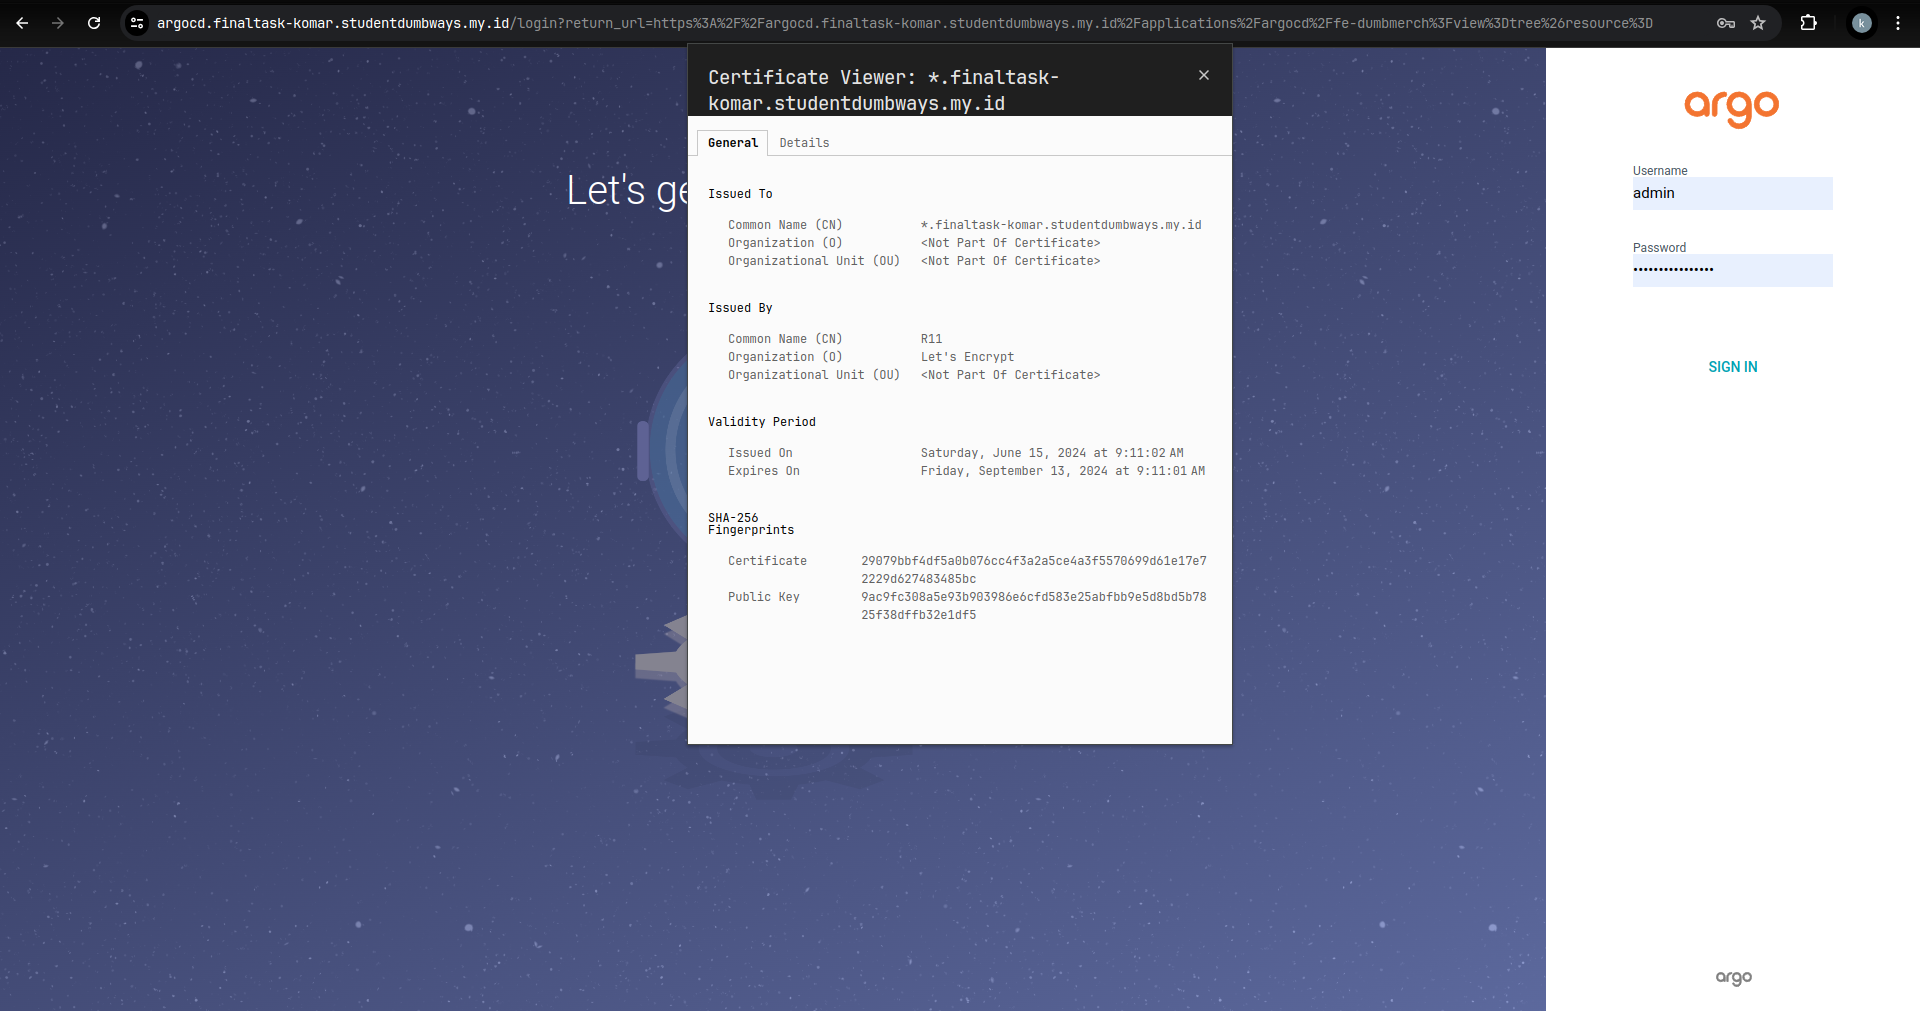 argocd.finaltask-komar.studentdumbways.my.id/login?return_url=https%3A%2F%2Fargocd.finaltask-komar.studentdumbways.my.id%2Fapplications%2Fargocd%2Ffe-dumbmerch%3Fview%3Dtree%26resource%3D
k
Certificate Viewer: *.finaltask-
komar.studentdumbways.my.id
General Details
Let's ge
Issued To
Common Name (CN) *.finaltask-komar.studentdumbways.my.id
Organization (O) <Not Part Of Certificate>
Organizational Unit (OU) <Not Part Of Certificate>
Issued By
Common Name (CN) R11
Organization (O) Let's Encrypt
Organizational Unit (OU) <Not Part Of Certificate>
Validity Period
Issued On Saturday, June 15, 2024 at 9:11:02 AM
Expires On Friday, September 13, 2024 at 9:11:01 AM
SHA-256
Fingerprints
Certificate 29079bbf4df5a0b076cc4f3a2a5ce4a3f5570699d61e17e7
2229d627483485bc
Public Key 9ac9fc308a5e93b903986e6cfd583e25abfbb9e5d8bd5b78
25f38dffb32e1df5
argo
Username
admin
Password
••••••••••••••••
SIGN IN
argo